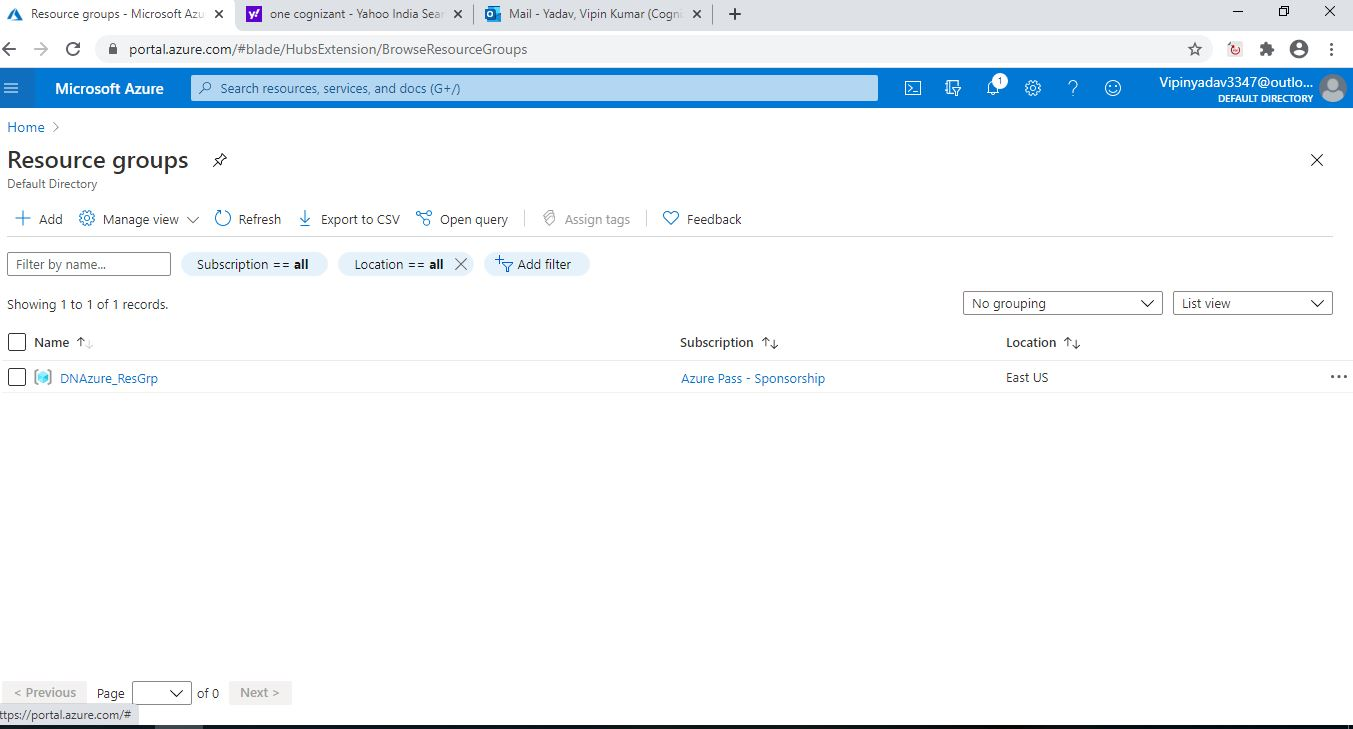 Resource groups - Microsoft Azu
one cognizant - Yahoo India Sear
Mail - Yadav, Vipin Kumar (Cogni
portal.azure.com/#blade/HubsExtension/BrowseResourceGroups
Microsoft Azure
Search resources, services, and docs (G+/)
1
Vipinyadav3347@outlo...
DEFAULT DIRECTORY
Home
Resource groups
Default Directory
Add
Manage view
Refresh
Export to CSV
Open query
Assign tags
Feedback
Filter by name...
Subscription == all
Location == all
Add filter
Showing 1 to 1 of 1 records.
No grouping
List view
Name
Subscription
Location
DNAzure_ResGrp
Azure Pass - Sponsorship
East US
< Previous
Page
of 0
Next >
ttps://portal.azure.com/#